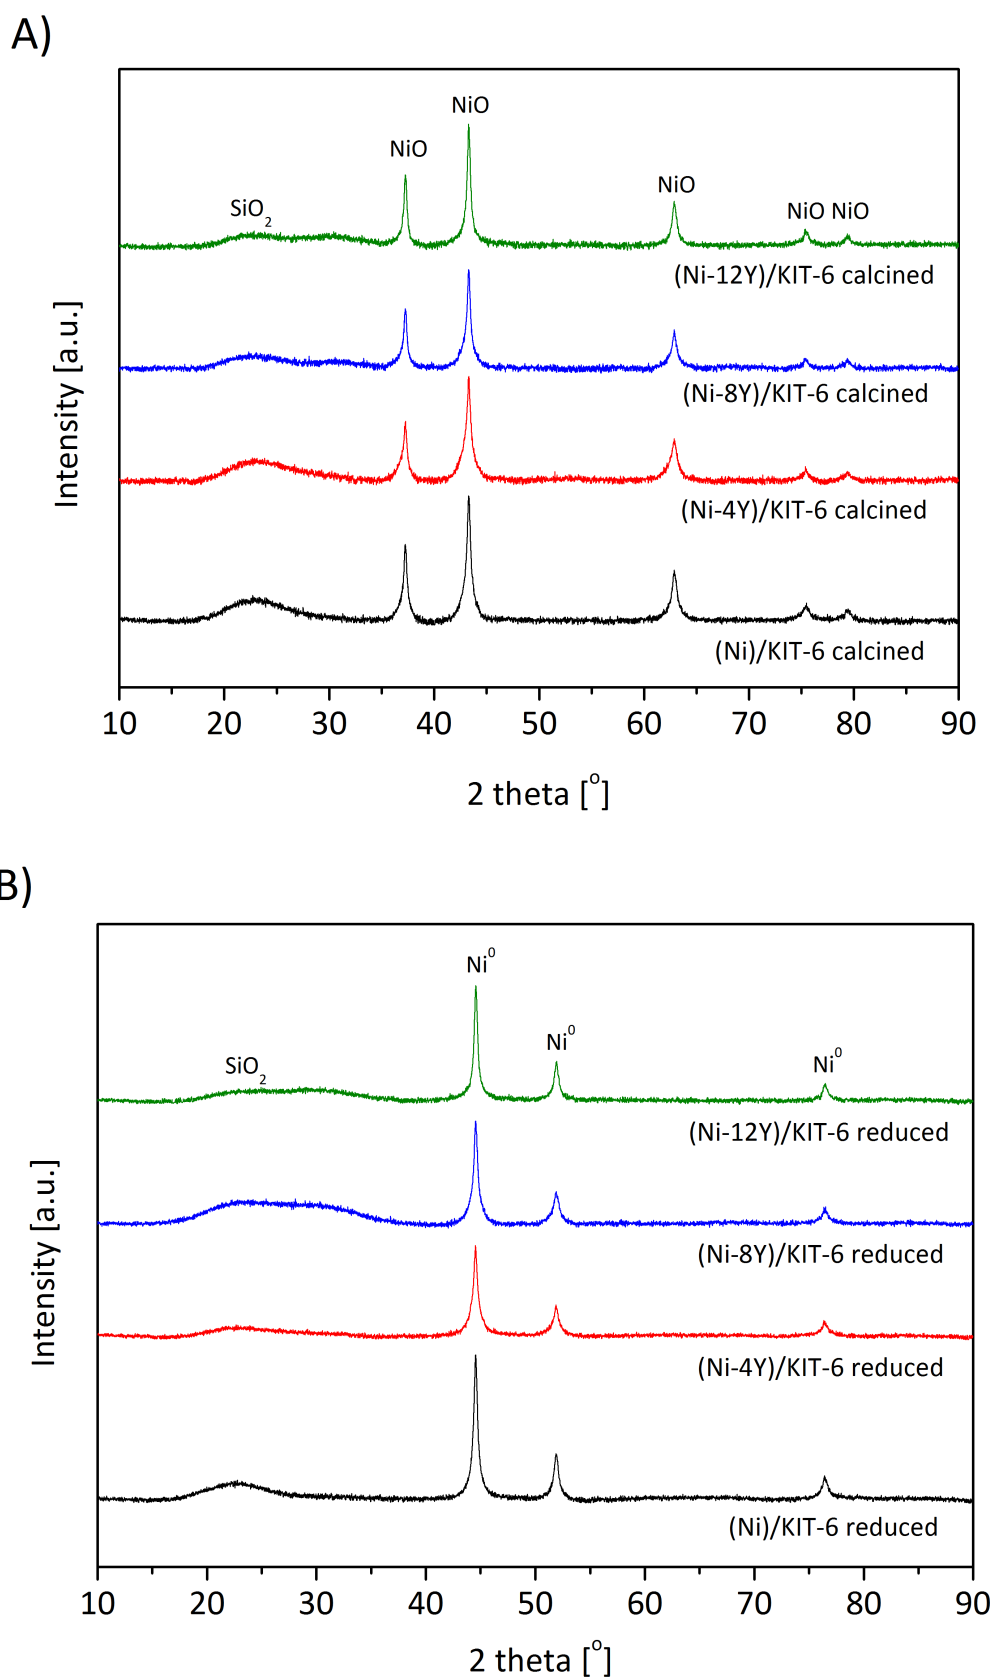 A)
NiO
NiO
SiO2
NiO
NiO NiO
(Ni-12Y)/KIT-6 calcined
(Ni-8Y)/KIT-6 calcined
(Ni-4Y)/KIT-6 calcined
(Ni)/KIT-6 calcined
Intensity [a.u.]
10 20 30 40 50 60 70 80 90
2 theta [o]
B)
Ni0
Ni0
SiO2
Ni0
(Ni-12Y)/KIT-6 reduced
(Ni-8Y)/KIT-6 reduced
(Ni-4Y)/KIT-6 reduced
(Ni)/KIT-6 reduced
Intensity [a.u.]
10 20 30 40 50 60 70 80 90
2 theta [o]